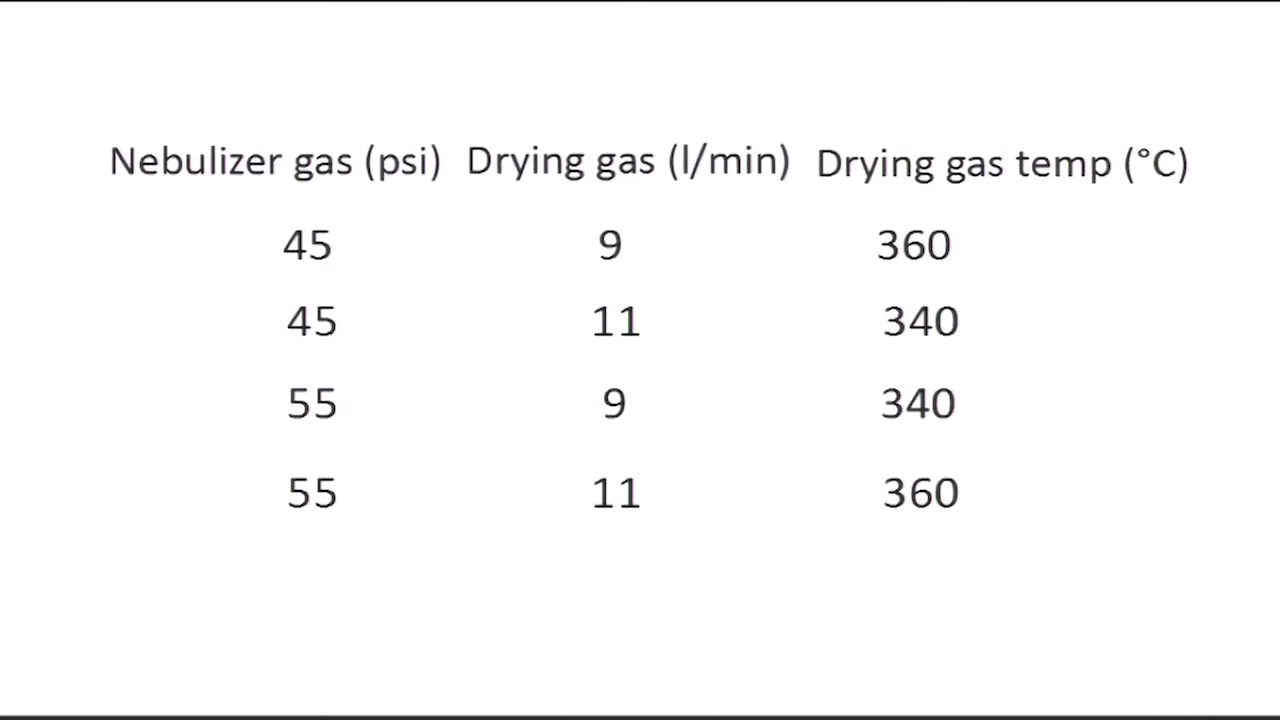 Nebulizer gas (psi) Drying gas (l/min) Drying gas temp (°C)
45 9 360
45 11 340
55 9 340
55 11 360